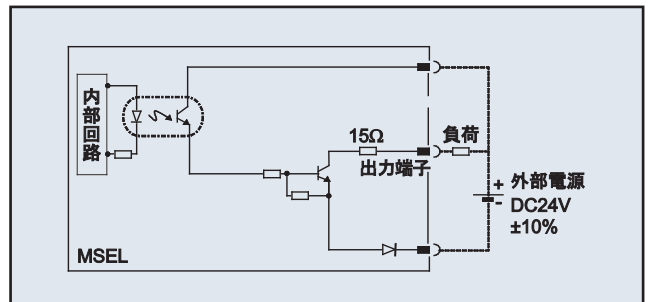 内部回路
15Ω
負荷
出力端子
+ 外部電源
- DC24V
±10%
MSEL